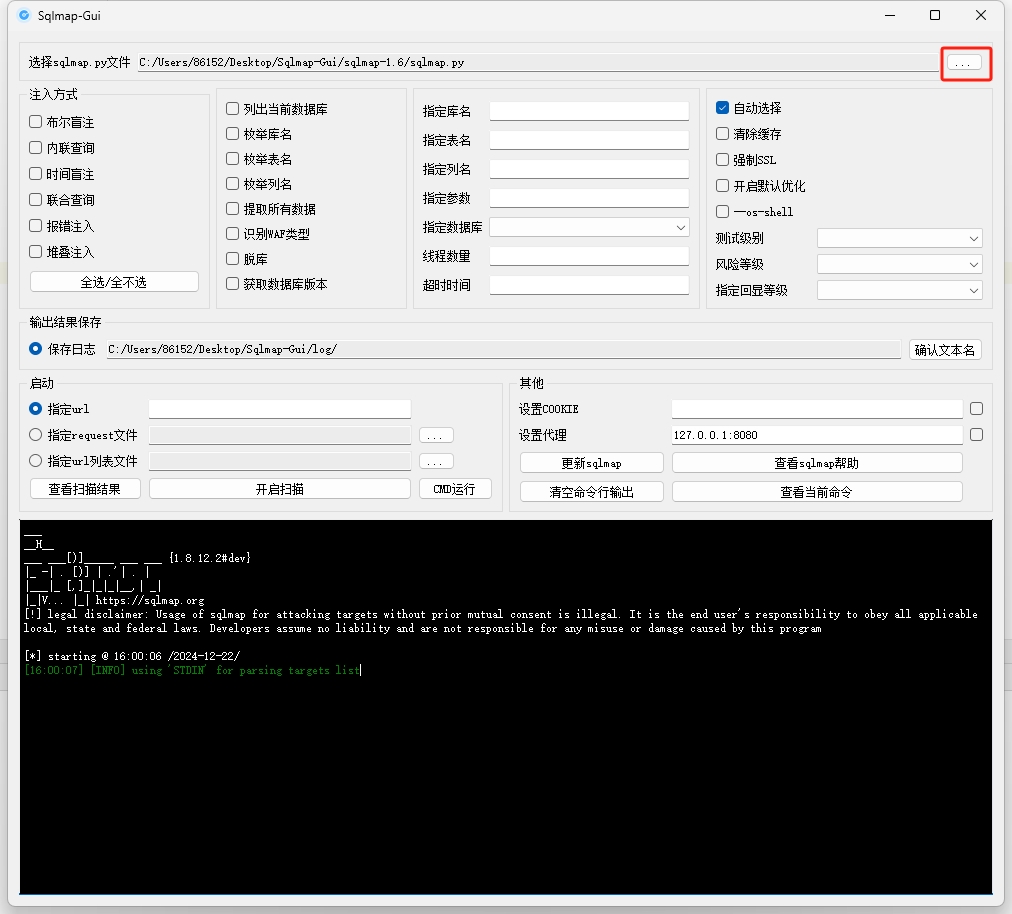 Sqlmap-Gui
选择sqlmap.py文件 C:/Users/86152/Desktop/Sqlmap-Gui/sqlmap-1.6/sqlmap.py ...
注入方式
布尔盲注
内联查询
时间盲注
联合查询
报错注入
堆叠注入
全选/全不选
列出当前数据库
枚举库名
枚举表名
枚举列名
提取所有数据
识别WAF类型
脱库
获取数据库版本
指定库名
指定表名
指定列名
指定参数
指定数据库
线程数量
超时时间
自动选择
清除缓存
强制SSL
开启默认优化
—os-shell
测试级别
风险等级
指定回显等级
输出结果保存
保存日志 C:/Users/86152/Desktop/Sqlmap-Gui/log/ 确认文本名
启动
指定url
指定request文件 ...
指定url列表文件 ...
查看扫描结果 开启扫描 CMD运行
其他
设置COOKIE
设置代理 127.0.0.1:8080
更新sqlmap 查看sqlmap帮助
清空命令行输出 查看当前命令
___
__H__
___ ___[)]_____ ___ ___ {1.8.12.2#dev}
|_ -| . [)] | .'| . |
|___|_ [,]_|_|_|__,| _|
|_|V... |_| https://sqlmap.org
[!] legal disclaimer: Usage of sqlmap for attacking targets without prior mutual consent is illegal. It is the end user's responsibility to obey all applicable
local, state and federal laws. Developers assume no liability and are not responsible for any misuse or damage caused by this program
[*] starting @ 16:00:06 /2024-12-22/
[16:00:07] [INFO] using 'STDIN' for parsing targets list